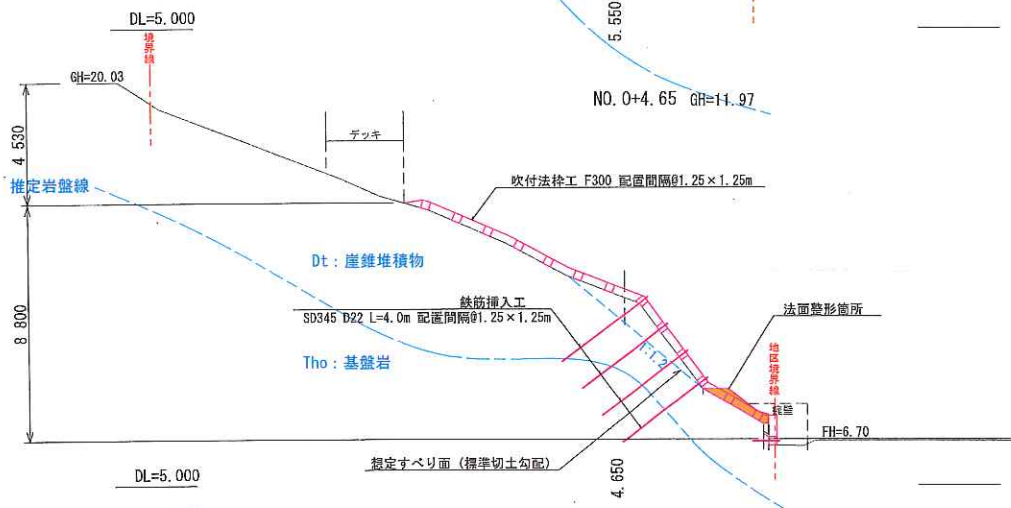 DL=5.000
境界線
GH=20.03
4 530
デッキ
5.550
NO.0+4.65 GH=11.97
吹付法枠工 F300 配置間隔@1.25×1.25m
推定岩盤線
Dt:崖錐堆積物
鉄筋挿入工
SD345 D22 L=4.0m 配置間隔@1.25×1.25m
法面整形箇所
8 800
Tho:基盤岩
1:1.2
地区境界線
擁壁
FH=6.70
想定すべり面(標準切土勾配)
DL=5.000
4.650